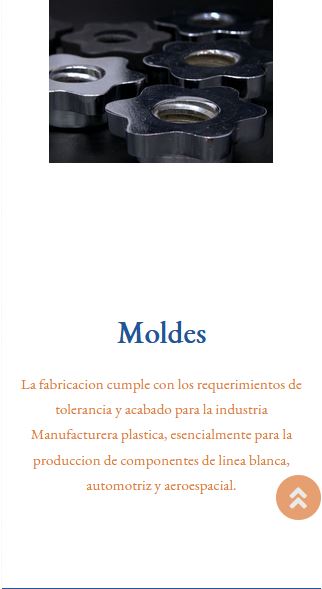 Moldes
La fabricacion cumple con los requerimientos de
tolerancia y acabado para la industria
Manufacturera plastica, esencialmente para la
produccion de componentes de linea blanca,
automotriz y aeroespacial.